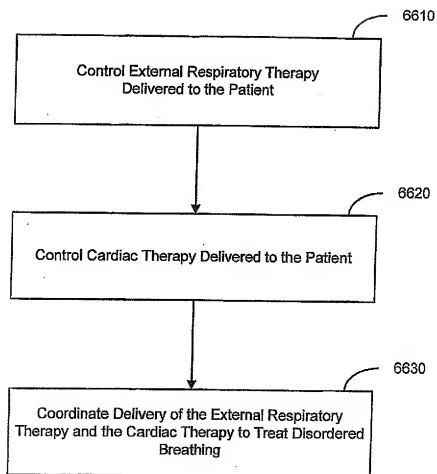 6610
Control External Respiratory Therapy
Delivered to the Patient
6620
Control Cardiac Therapy Delivered to the Patient
6630
Coordinate Delivery of the External Respiratory
Therapy and the Cardiac Therapy to Treat Disordered
Breathing